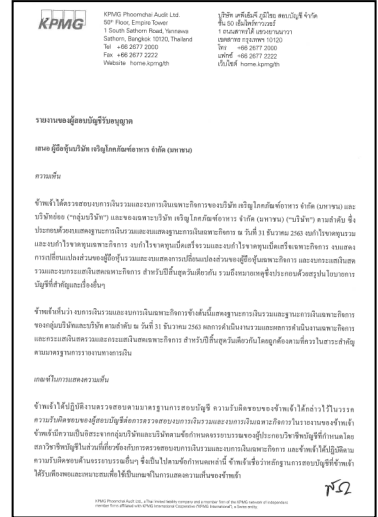 KPMG
KPMG Phoomchai Audit Ltd.
50th Floor, Empire Tower
1 South Sathorn Road, Yannawa
Sathorn, Bangkok 10120, Thailand
Tel +66 2677 2000
Fax +66 2677 2222
Website home.kpmg/th
บริษัท เคพีเอ็มจี ภูมิไชย สอบบัญชี จำกัด
ชั้น 50 เอ็มไพร์ทาวเวอร์
1 ถนนสาทรใต้ แขวงยานนาวา
เขตสาทร กรุงเทพฯ 10120
โทร +66 2677 2000
แฟกซ์ +66 2677 2222
เว็บไซต์ home.kpmg/th
รายงานของผู้สอบบัญชีรับอนุญาต
เสนอ ผู้ถือหุ้นบริษัท เจริญโภคภัณฑ์อาหาร จำกัด (มหาชน)
ความเห็น
ข้าพเจ้าได้ตรวจสอบงบการเงินรวมและงบการเงินเฉพาะกิจการของบริษัท เจริญโภคภัณฑ์อาหาร จำกัด (มหาชน) และ
บริษัทย่อย (“กลุ่มบริษัท”) และของเฉพาะบริษัท เจริญโภคภัณฑ์อาหาร จำกัด (มหาชน) (“บริษัท”) ตามลำดับ ซึ่ง
ประกอบด้วยงบแสดงฐานะการเงินรวมและงบแสดงฐานะการเงินเฉพาะกิจการ ณ วันที่ 31 ธันวาคม 2563 งบกำไรขาดทุนรวม
และงบกำไรขาดทุนเฉพาะกิจการ งบกำไรขาดทุนเบ็ดเสร็จรวมและงบกำไรขาดทุนเบ็ดเสร็จเฉพาะกิจการ งบแสดง
การเปลี่ยนแปลงส่วนของผู้ถือหุ้นรวมและงบแสดงการเปลี่ยนแปลงส่วนของผู้ถือหุ้นเฉพาะกิจการ และงบกระแสเงินสด
รวมและงบกระแสเงินสดเฉพาะกิจการ สำหรับปีสิ้นสุดวันเดียวกัน รวมถึงหมายเหตุซึ่งประกอบด้วยสรุปนโยบายการ
บัญชีที่สำคัญและเรื่องอื่นๆ
ข้าพเจ้าเห็นว่า งบการเงินรวมและงบการเงินเฉพาะกิจการข้างต้นนี้แสดงฐานะการเงินรวมและฐานะการเงินเฉพาะกิจการ
ของกลุ่มบริษัทและบริษัท ตามลำดับ ณ วันที่ 31 ธันวาคม 2563 ผลการดำเนินงานรวมและผลการดำเนินงานเฉพาะกิจการ
และกระแสเงินสดรวมและกระแสเงินสดเฉพาะกิจการ สำหรับปีสิ้นสุดวันเดียวกันโดยถูกต้องตามที่ควรในสาระสำคัญ
ตามมาตรฐานการรายงานทางการเงิน
เกณฑ์ในการแสดงความเห็น
ข้าพเจ้าได้ปฏิบัติงานตรวจสอบตามมาตรฐานการสอบบัญชี ความรับผิดชอบของข้าพเจ้าได้กล่าวไว้ในวรรค
ความรับผิดชอบของผู้สอบบัญชีต่อการตรวจสอบงบการเงินรวมและงบการเงินเฉพาะกิจการในรายงานของข้าพเจ้า
ข้าพเจ้ามีความเป็นอิสระจากกลุ่มบริษัทและบริษัทตามข้อกำหนดจรรยาบรรณของผู้ประกอบวิชาชีพบัญชีที่กำหนดโดย
สภาวิชาชีพบัญชีในส่วนที่เกี่ยวข้องกับการตรวจสอบงบการเงินรวมและงบการเงินเฉพาะกิจการ และข้าพเจ้าได้ปฏิบัติตาม
ความรับผิดชอบด้านจรรยาบรรณอื่นๆ ซึ่งเป็นไปตามข้อกำหนดเหล่านี้ ข้าพเจ้าเชื่อว่าหลักฐานการสอบบัญชีที่ข้าพเจ้า
ได้รับเพียงพอและเหมาะสมเพื่อใช้เป็นเกณฑ์ในการแสดงความเห็นของข้าพเจ้า
KPMG Phoomchai Audit Ltd., a Thai limited liability company and a member firm of the KPMG network of independent
member firms affiliated with KPMG International Cooperative (“KPMG International”), a Swiss entity.